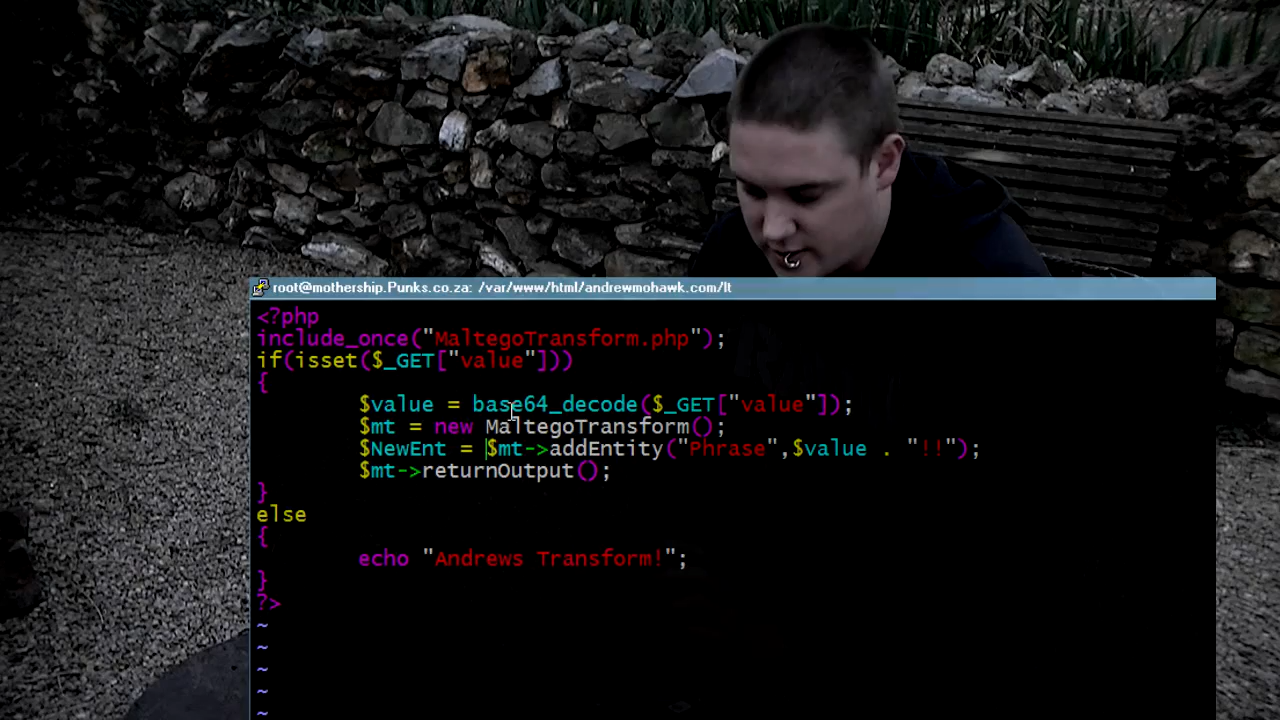 root@mothership.Punks.co.za: /var/www/html/andrewmohawk.com/lt
<?php
include_once("MaltegoTransform.php");
if(isset($_GET["value"]))
{
$value = base64_decode($_GET["value"]);
$mt = new MaltegoTransform();
$NewEnt = $mt->addEntity("Phrase",$value . "!!");
$mt->returnOutput();
}
else
{
echo "Andrews Transform!";
}
?>
~
~
~
~
~